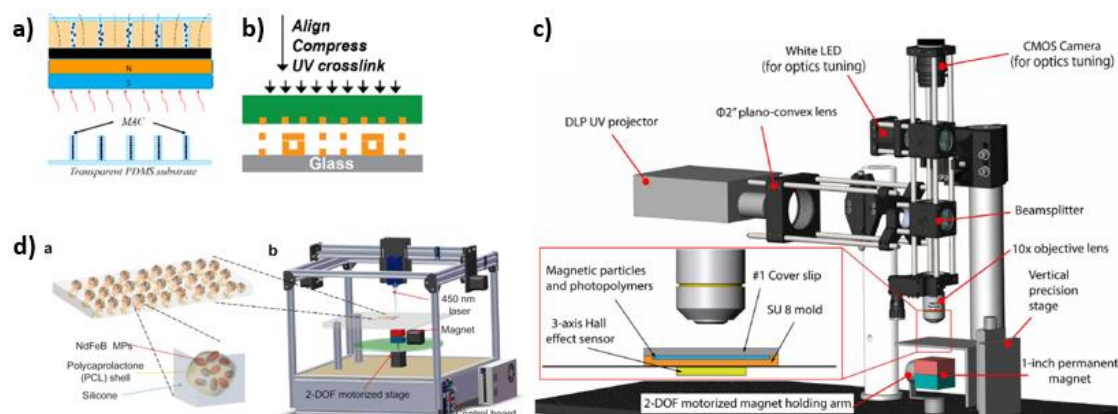 a)
N
S
MAC
Transparent PDMS substrate
b)
Align
Compress
UV crosslink
Glass
c)
White LED
(for optics tuning)
CMOS Camera
(for optics tuning)
DLP UV projector
Φ2" plano-convex lens
Beamsplitter
10x objective lens
Vertical
precision
stage
1-inch permanent
magnet
2-DOF motorized magnet holding arm
Magnetic particles
and photopolymers
#1 Cover slip
3-axis Hall
effect sensor
SU 8 mold
d)
a
NdFeB MPs
Polycaprolactone
(PCL) shell
Silicone
b
450 nm
laser
Magnet
2-DOF motorized stage
Control board